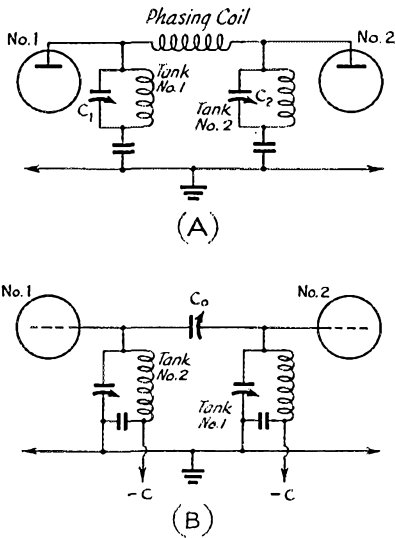 Phasing Coil
No.1
No.2
Tank
No.1
C1
C2
Tank
No.2
(A)
No.1
Co
No.2
Tank
No.2
Tank
No.1
-C
-C
(B)